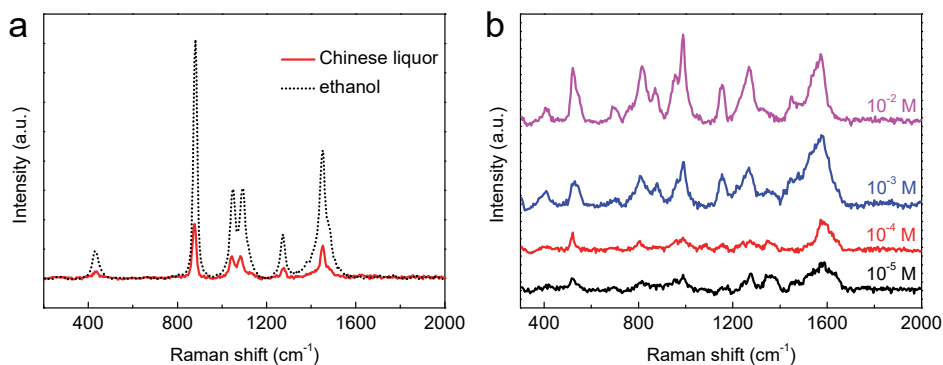 a
Chinese liquor
ethanol
Intensity (a.u.)
400 800 1200 1600 2000
Raman shift (cm⁻¹)
b
10⁻² M
10⁻³ M
10⁻⁴ M
10⁻⁵ M
Intensity (a.u.)
400 800 1200 1600 2000
Raman shift (cm⁻¹)